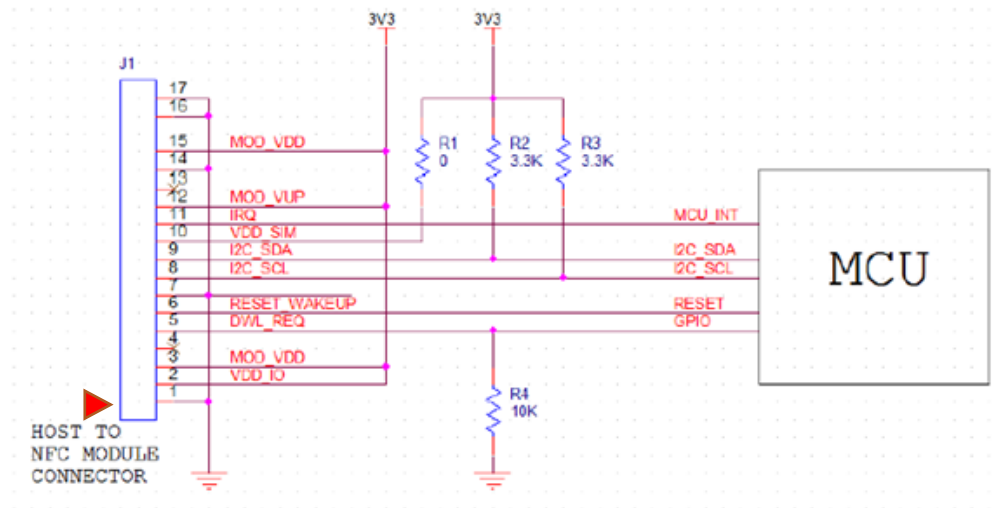 3V3
3V3
J1
17
16
15 MOD_VDD
14
13
12 MOD_VUP
11 IRQ MCU_INT
10 VDD_SIM
9 I2C_SDA I2C_SDA
8 I2C_SCL I2C_SCL
7
6 RESET_WAKEUP RESET
5 DWL_REQ GPIO
4
3 MOD_VDD
2 VDD_IO
1
R1
0
R2
3.3K
R3
3.3K
R4
10K
MCU
HOST TO
NFC MODULE
CONNECTOR